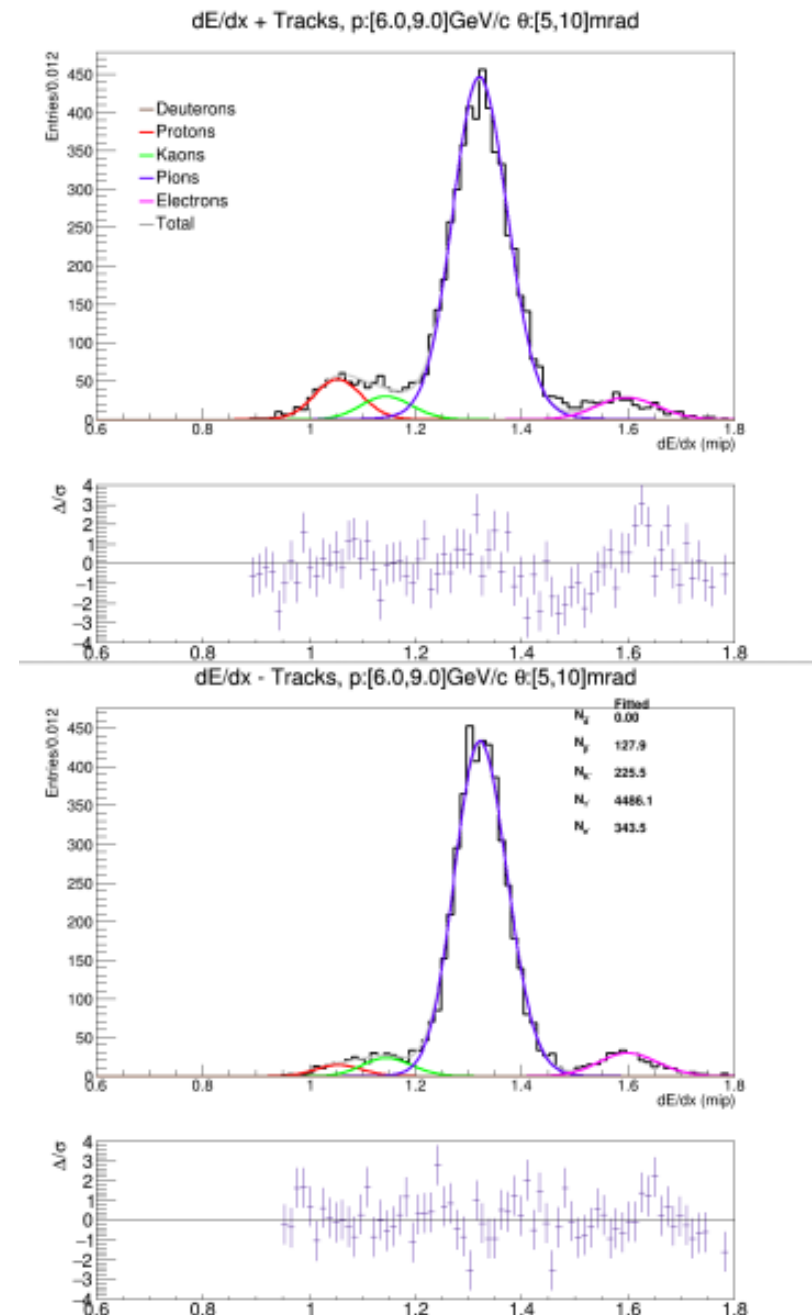 dE/dx + Tracks, p:[6.0,9.0]GeV/c θ:[5,10]mrad
Entries/0.012
450
400
350
300
250
200
150
100
50
0
Deuterons
Protons
Kaons
Pions
Electrons
Total
0.6 0.8 1 1.2 1.4 1.6 1.8
dE/dx (mip)
Δ/σ
4
3
2
1
0
−1
−2
−3
−4
0.6 0.8 1 1.2 1.4 1.6 1.8
dE/dx - Tracks, p:[6.0,9.0]GeV/c θ:[5,10]mrad
Entries/0.012
450
400
350
300
250
200
150
100
50
0
Fitted
0.00
127.9
225.5
4486.1
343.5
0.6 0.8 1 1.2 1.4 1.6 1.8
dE/dx (mip)
Δ/σ
4
3
2
1
0
−1
−2
−3
−4
0.6 0.8 1 1.2 1.4 1.6 1.8